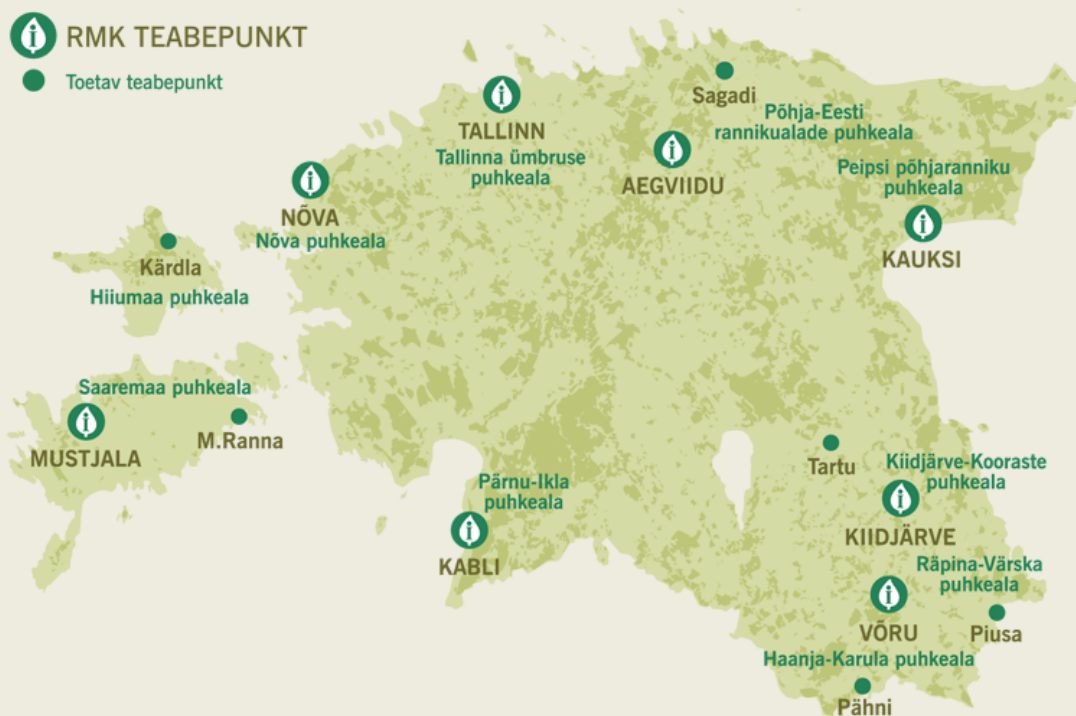 RMK TEABEPUNKT
Toetav teabepunkt
Sagadi
TALLINN
Tallinna ümbruse
puhkeala
Põhja-Eesti
rannikualade puhkeala
AEGVIIDU
Peipsi põhjaranniku
puhkeala
NÕVA
Nõva puhkeala
KAUKSI
Kärdla
Hiiumaa puhkeala
Saaremaa puhkeala
M.Ranna
MUSTJALA
Tartu
Kiidjärve-Kooraste
puhkeala
Pärnu-Ikla
puhkeala
KIIDJÄRVE
KABLI
Räpina-Värska
puhkeala
VÕRU
Piusa
Haanja-Karula puhkeala
Pähni